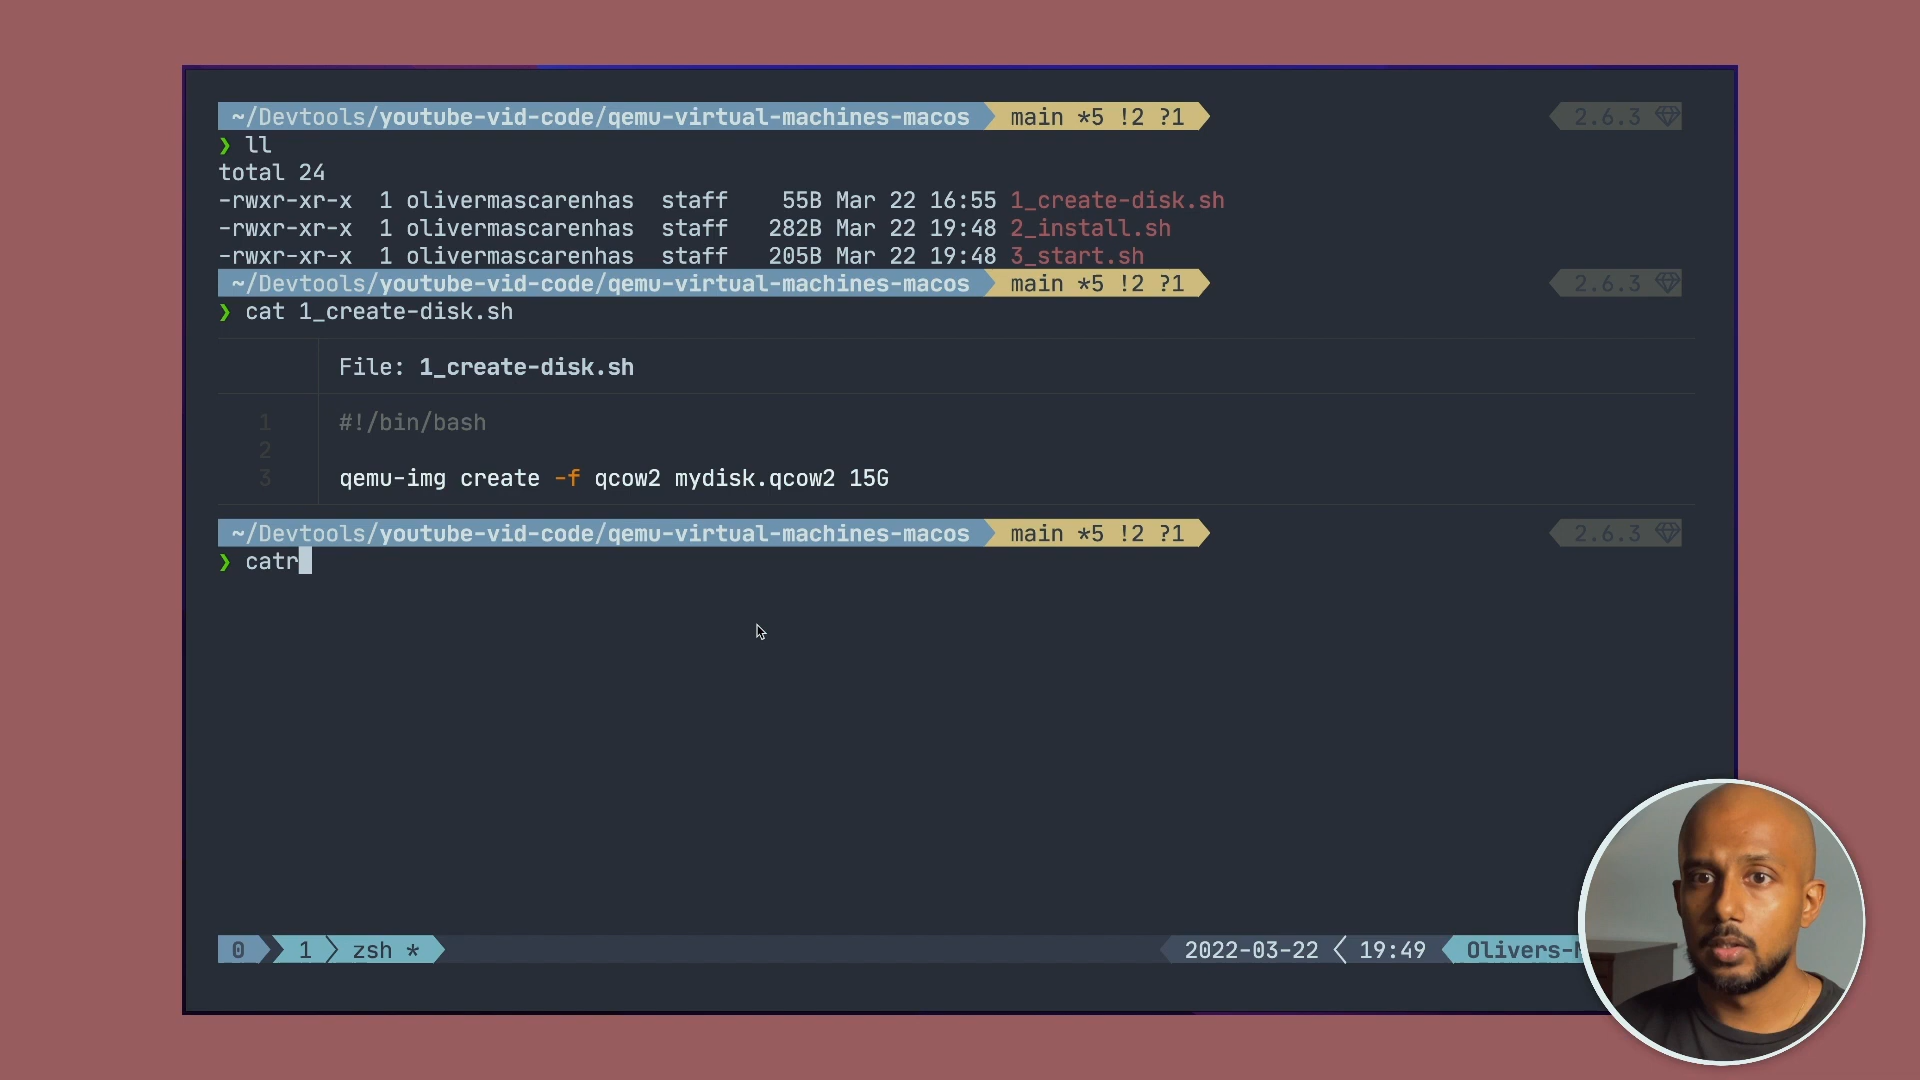 ~/Devtools/youtube-vid-code/qemu-virtual-machines-macos main *5 !2 ?1 2.6.3
❯ ll
total 24
-rwxr-xr-x 1 olivermascarenhas staff 55B Mar 22 16:55 1_create-disk.sh
-rwxr-xr-x 1 olivermascarenhas staff 282B Mar 22 19:48 2_install.sh
-rwxr-xr-x 1 olivermascarenhas staff 205B Mar 22 19:48 3_start.sh
~/Devtools/youtube-vid-code/qemu-virtual-machines-macos main *5 !2 ?1 2.6.3
❯ cat 1_create-disk.sh
File: 1_create-disk.sh
1 #!/bin/bash
2
3 qemu-img create -f qcow2 mydisk.qcow2 15G
~/Devtools/youtube-vid-code/qemu-virtual-machines-macos main *5 !2 ?1 2.6.3
❯ catr
0 1 zsh * 2022-03-22 19:49 Olivers-